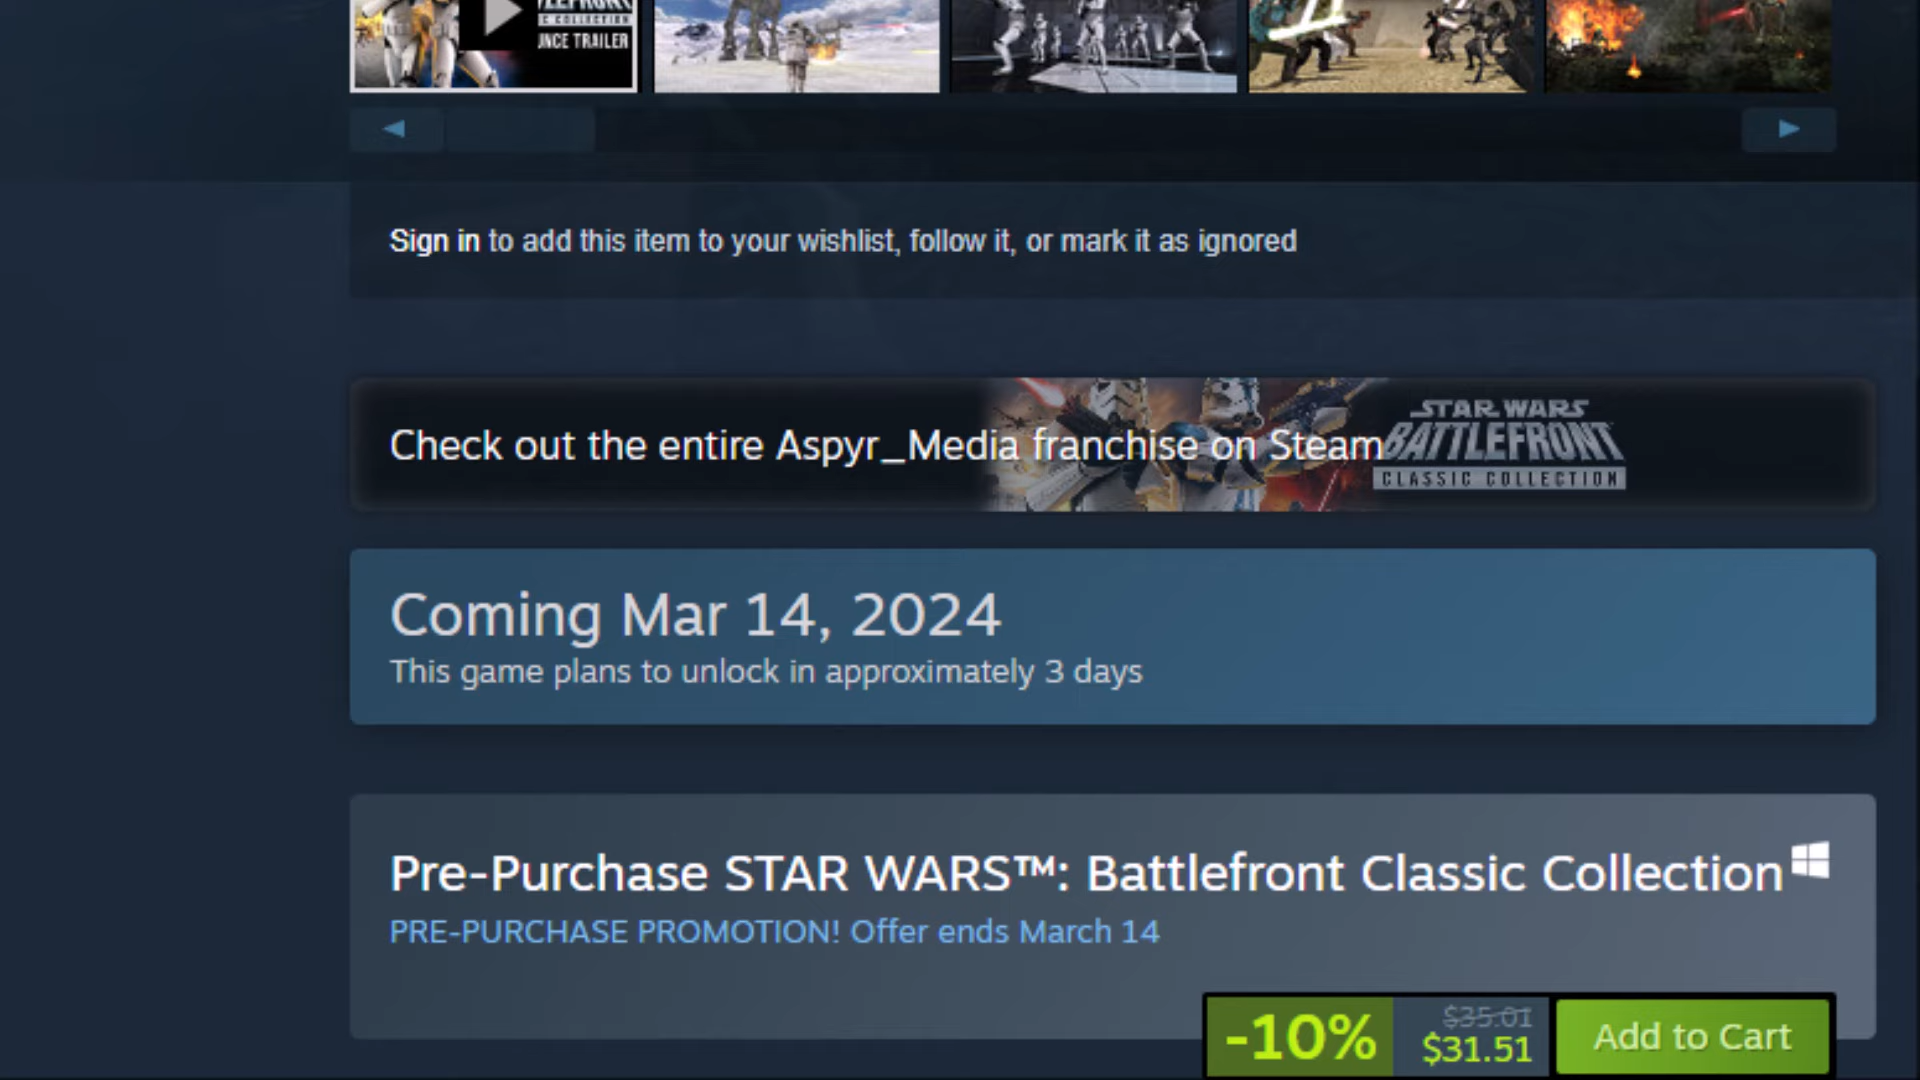 UNCE TRAILER
Sign in to add this item to your wishlist, follow it, or mark it as ignored
Check out the entire Aspyr_Media franchise on Steam
STAR WARS
BATTLEFRONT
CLASSIC COLLECTION
Coming Mar 14, 2024
This game plans to unlock in approximately 3 days
Pre-Purchase STAR WARS™: Battlefront Classic Collection
PRE-PURCHASE PROMOTION! Offer ends March 14
-10%
$35.01
$31.51
Add to Cart